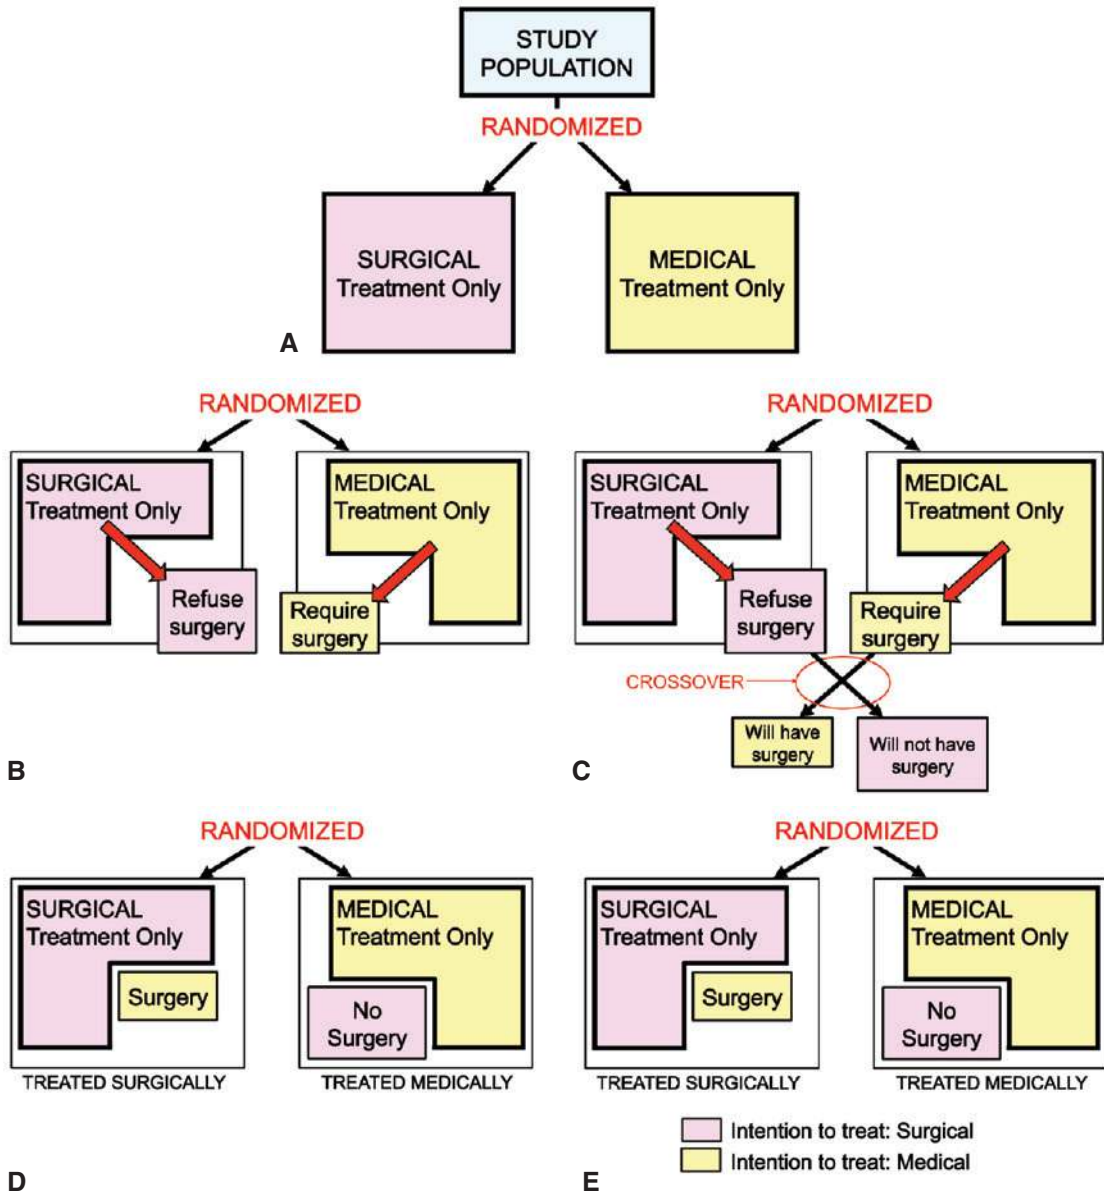 STUDY
POPULATION
RANDOMIZED
SURGICAL
Treatment Only
MEDICAL
Treatment Only
A
RANDOMIZED
SURGICAL
Treatment Only
MEDICAL
Treatment Only
Refuse
surgery
Require
surgery
B
RANDOMIZED
SURGICAL
Treatment Only
MEDICAL
Treatment Only
Refuse
surgery
Require
surgery
CROSSOVER
Will have
surgery
Will not have
surgery
C
RANDOMIZED
SURGICAL
Treatment Only
MEDICAL
Treatment Only
Surgery
No
Surgery
TREATED SURGICALLY
TREATED MEDICALLY
D
RANDOMIZED
SURGICAL
Treatment Only
MEDICAL
Treatment Only
Surgery
No
Surgery
TREATED SURGICALLY
TREATED MEDICALLY
Intention to treat: Surgical
Intention to treat: Medical
E